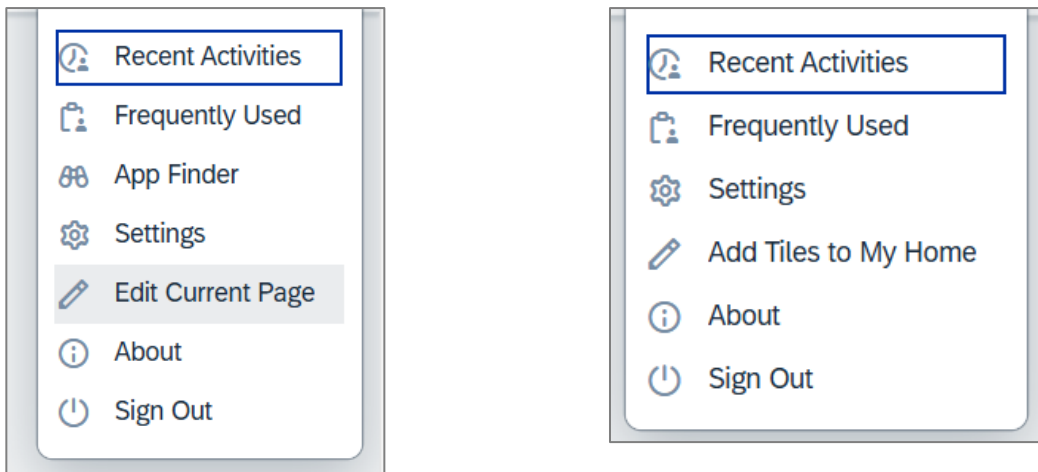 Recent Activities
Frequently Used
App Finder
Settings
Edit Current Page
About
Sign Out
Recent Activities
Frequently Used
Settings
Add Tiles to My Home
About
Sign Out